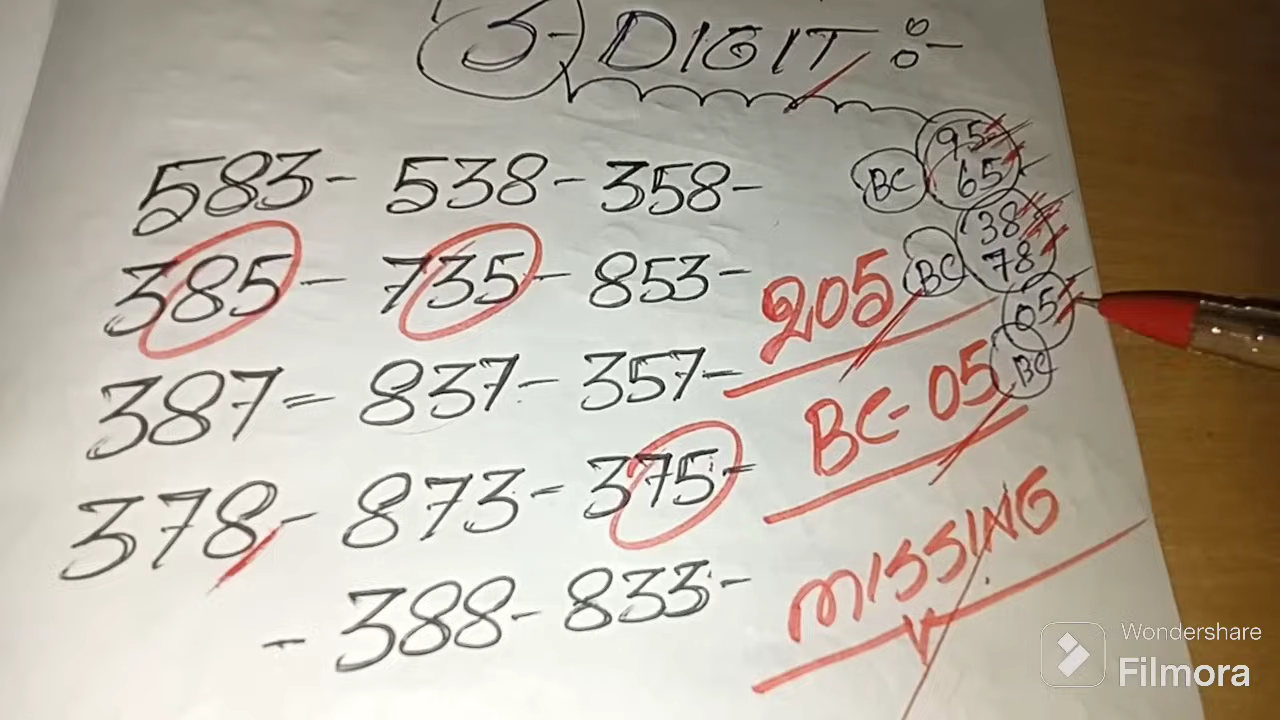 3- DIGIT :-
583 - 538 - 358 -
385 - 735 - 853 -
387 = 837 - 357 -
378 - 873 - 375 -
- 388 - 833 -
BC 95
65
BC 38
78
05
BC
205
BC- 05
MISSING
Wondershare
Filmora